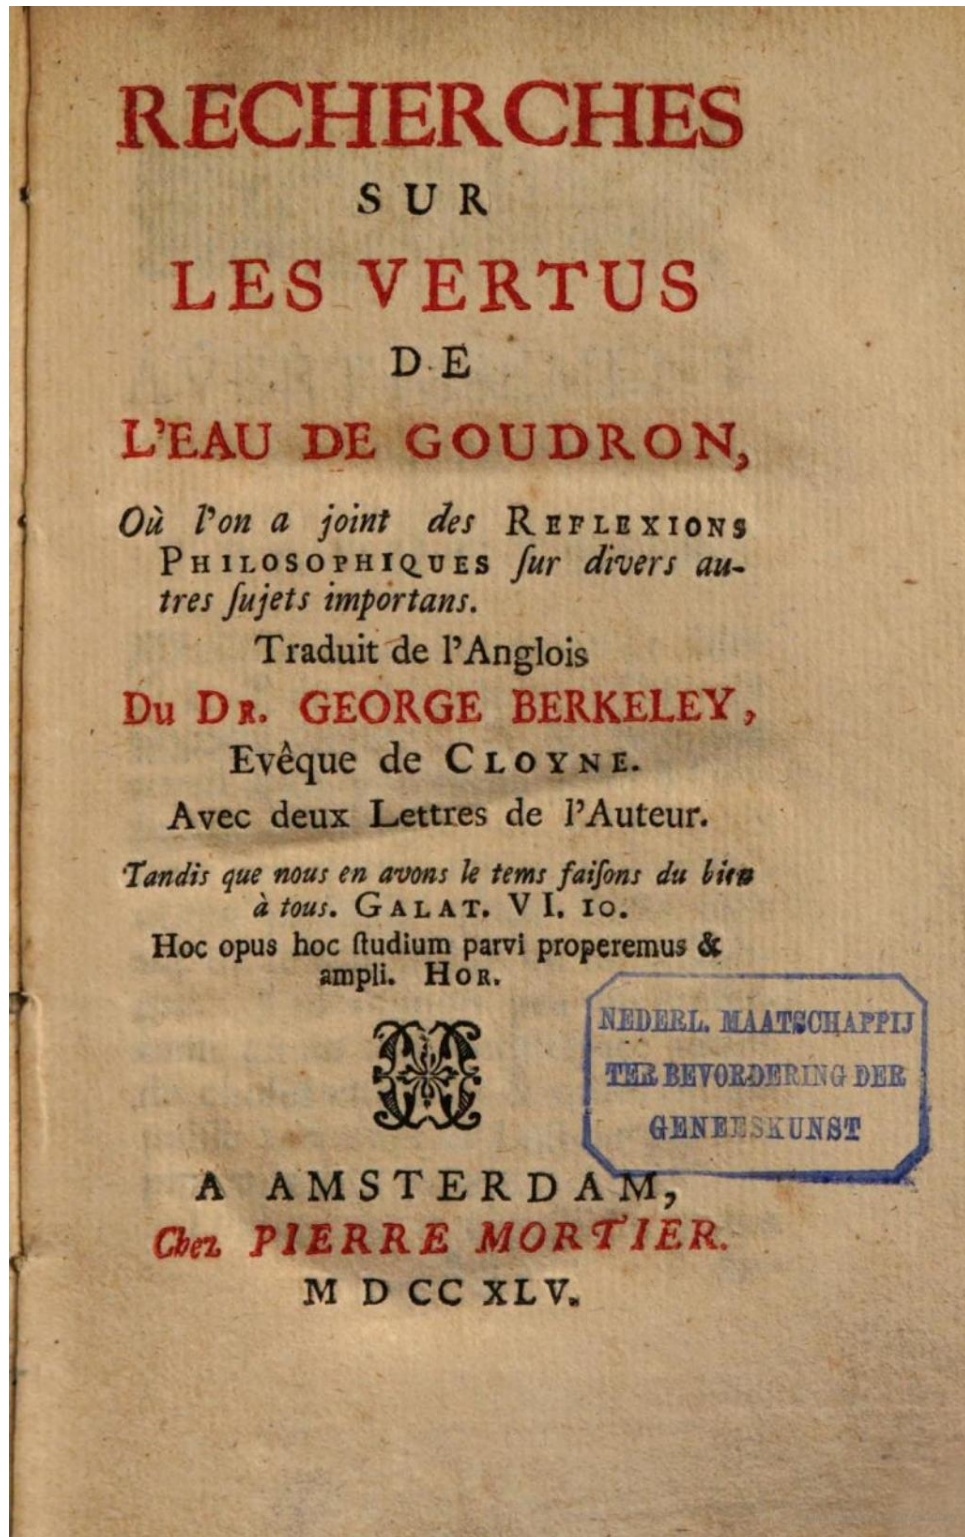 RECHERCHES
SUR
LES VERTUS
DE
L'EAU DE GOUDRON,
Où l'on a joint des REFLEXIONS
PHILOSOPHIQUES ſur divers au-
tres ſujets importans.
Traduit de l'Anglois
Du DR. GEORGE BERKELEY,
Evêque de CLOYNE.
Avec deux Lettres de l'Auteur.
Tandis que nous en avons le tems faiſons du bien
à tous. GALAT. VI. 10.
Hoc opus hoc ſtudium parvi properemus &
ampli. HOR.
NEDERL. MAATSCHAPPIJ
TER BEVORDERING DER
GENEESKUNST
A AMSTERDAM,
Chez PIERRE MORTIER.
MDCCXLV.